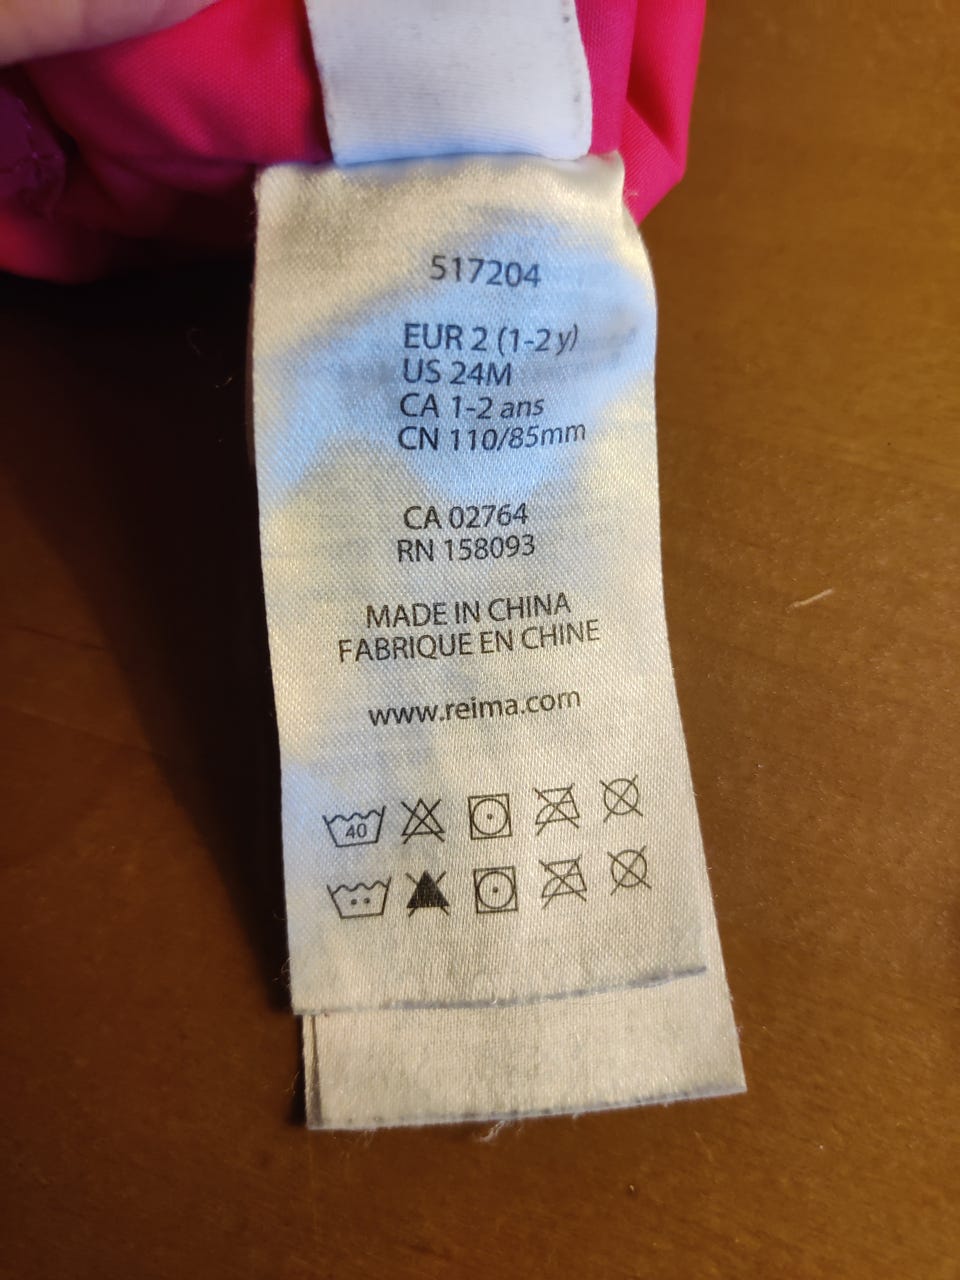 517204
EUR 2 (1-2 y)
US 24M
CA 1-2 ans
CN 110/85mm
CA 02764
RN 158093
MADE IN CHINA
FABRIQUE EN CHINE
www.reima.com
40